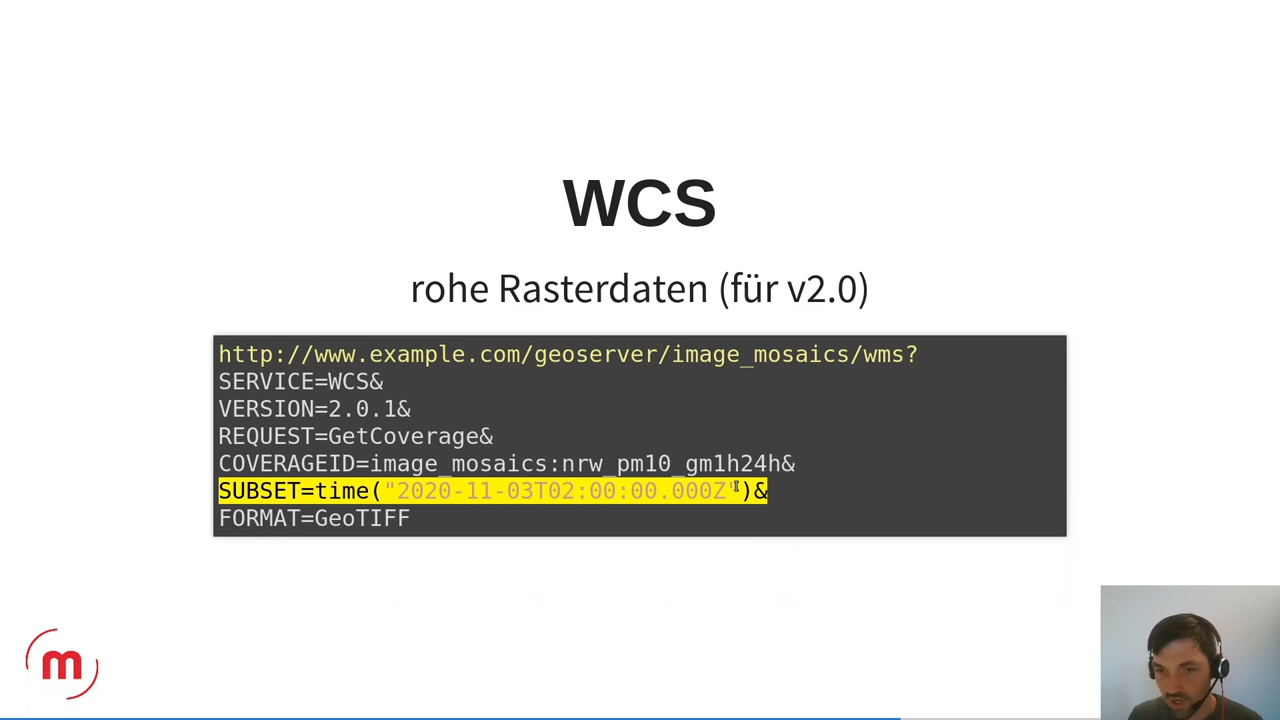 WCS
rohe Rasterdaten (für v2.0)
http://www.example.com/geoserver/image_mosaics/wms?
SERVICE=WCS&
VERSION=2.0.1&
REQUEST=GetCoverage&
COVERAGEID=image_mosaics:nrw_pm10_gm1h24h&
SUBSET=time("2020-11-03T02:00:00.000Z")&
FORMAT=GeoTIFF
m